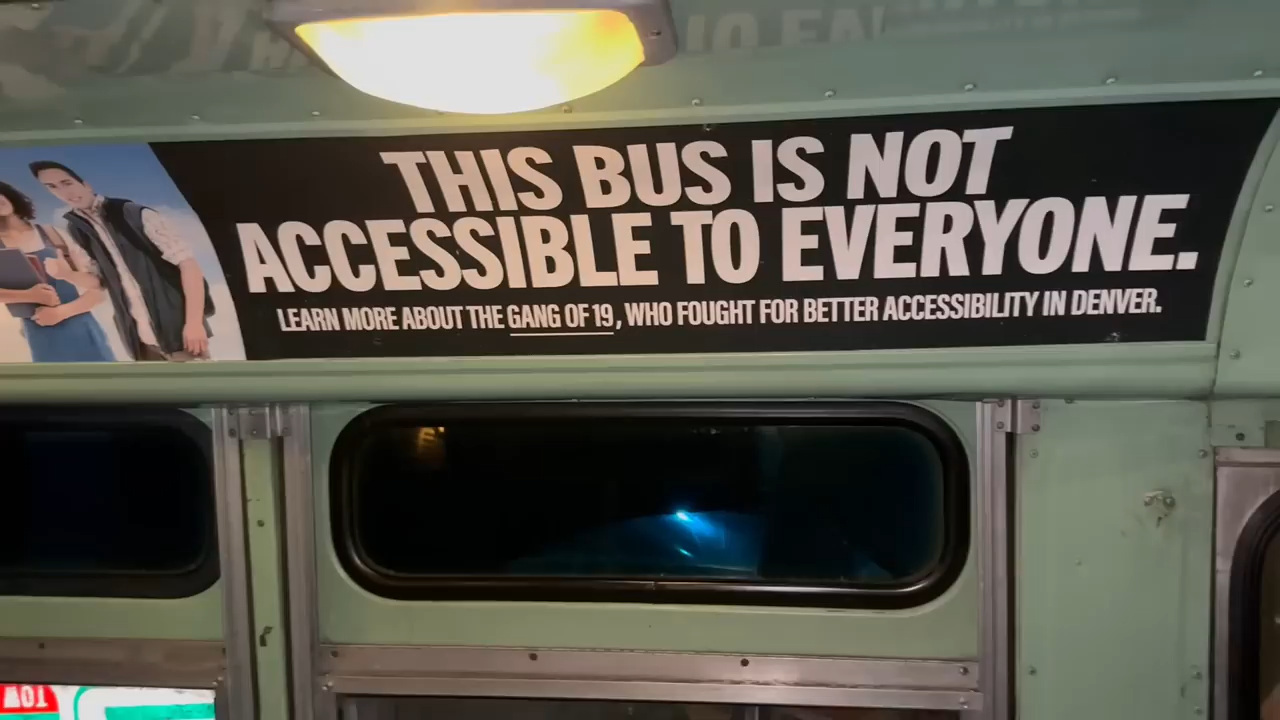 THIS BUS IS NOT
ACCESSIBLE TO EVERYONE.
LEARN MORE ABOUT THE GANG OF 19, WHO FOUGHT FOR BETTER ACCESSIBILITY IN DENVER.
TOW